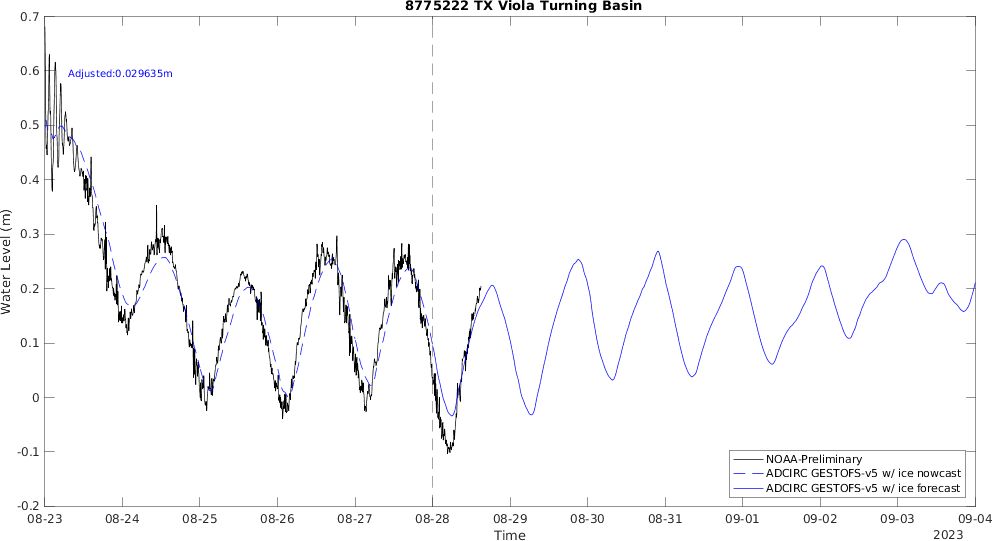 8775222 TX Viola Turning Basin
0.7
0.6
0.5
0.4
0.3
0.2
0.1
0
-0.1
-0.2
Water Level (m)
Adjusted:0.029635m
NOAA-Preliminary
ADCIRC GESTOFS-v5 w/ ice nowcast
ADCIRC GESTOFS-v5 w/ ice forecast
08-23 08-24 08-25 08-26 08-27 08-28 08-29 08-30 08-31 09-01 09-02 09-03 09-04
Time
2023